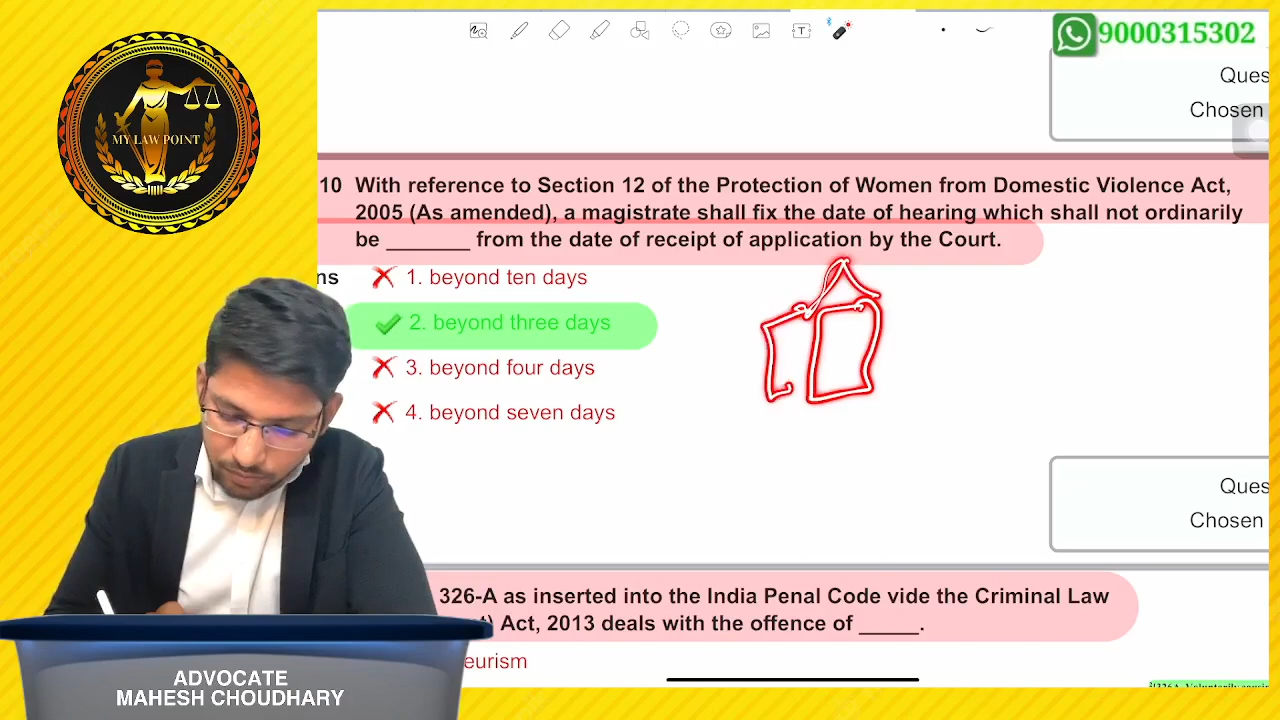 9000315302
MY LAW POINT
Ques
Chosen
10 With reference to Section 12 of the Protection of Women from Domestic Violence Act,
2005 (As amended), a magistrate shall fix the date of hearing which shall not ordinarily
be _______ from the date of receipt of application by the Court.
ns
1. beyond ten days
2. beyond three days
3. beyond four days
4. beyond seven days
Ques
Chosen
326-A as inserted into the India Penal Code vide the Criminal Law
Act, 2013 deals with the offence of _____.
eurism
ADVOCATE
MAHESH CHOUDHARY